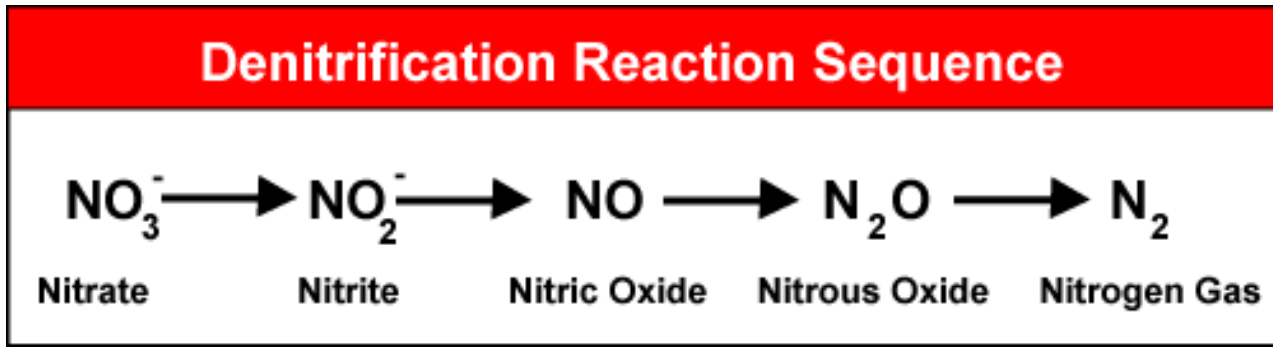 Denitrification Reaction Sequence
NO₃⁻ → NO₂⁻ → NO → N₂O → N₂
Nitrate Nitrite Nitric Oxide Nitrous Oxide Nitrogen Gas